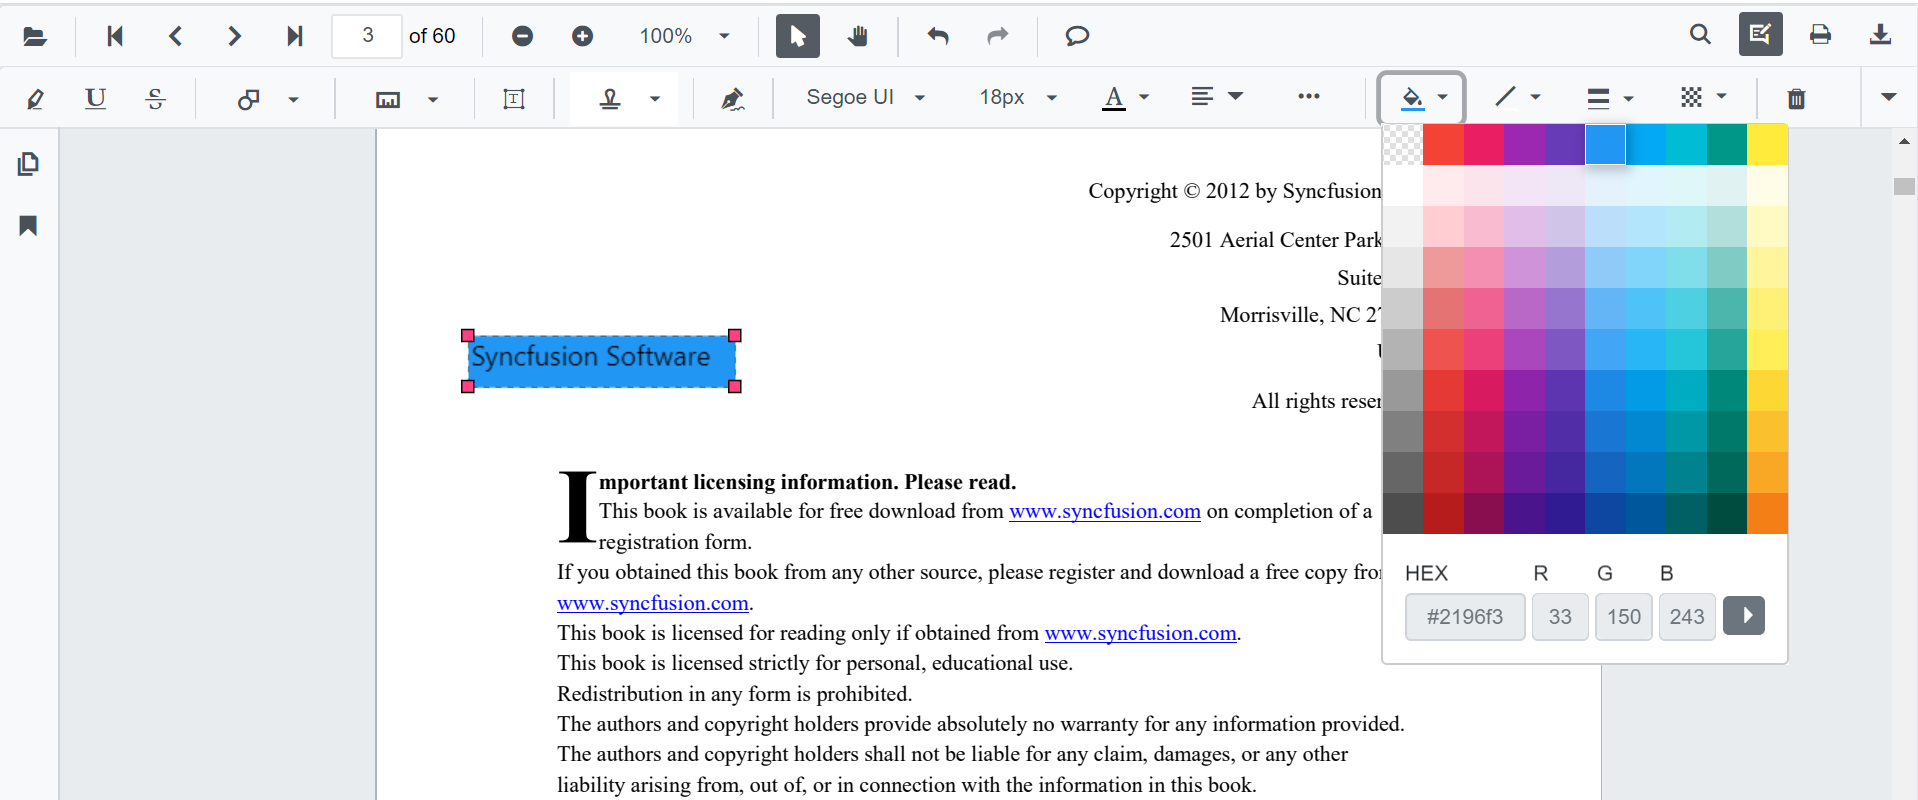 3 of 60 100%
U S T Segoe UI 18px A
Copyright © 2012 by Syncfusion
2501 Aerial Center Park
Suite
Morrisville, NC 27
Syncfusion Software
All rights reser
Important licensing information. Please read.
This book is available for free download from www.syncfusion.com on completion of a
registration form.
If you obtained this book from any other source, please register and download a free copy from
www.syncfusion.com.
This book is licensed for reading only if obtained from www.syncfusion.com.
This book is licensed strictly for personal, educational use.
Redistribution in any form is prohibited.
The authors and copyright holders provide absolutely no warranty for any information provided.
The authors and copyright holders shall not be liable for any claim, damages, or any other
liability arising from, out of, or in connection with the information in this book.
HEX R G B
#2196f3 33 150 243